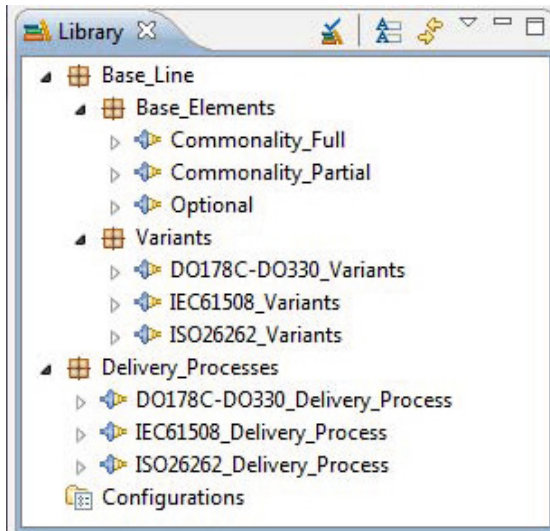 Library
Base_Line
Base_Elements
Commonality_Full
Commonality_Partial
Optional
Variants
DO178C-DO330_Variants
IEC61508_Variants
ISO26262_Variants
Delivery_Processes
DO178C-DO330_Delivery_Process
IEC61508_Delivery_Process
ISO26262_Delivery_Process
Configurations